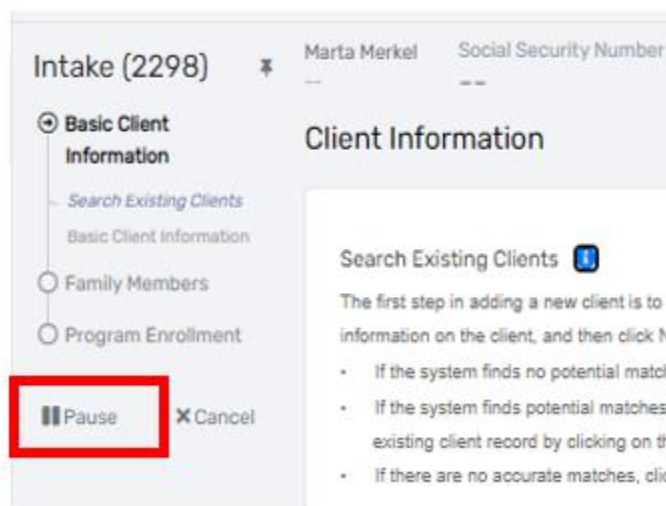 Intake (2298)
Marta Merkel
Social Security Number
--
--
Basic Client
Information
Search Existing Clients
Basic Client Information
Family Members
Program Enrollment
Pause
Cancel
Client Information
Search Existing Clients
The first step in adding a new client is to
information on the client, and then click
If the system finds no potential
If the system finds potential matches
existing client record by clicking on
If there are no accurate matches,